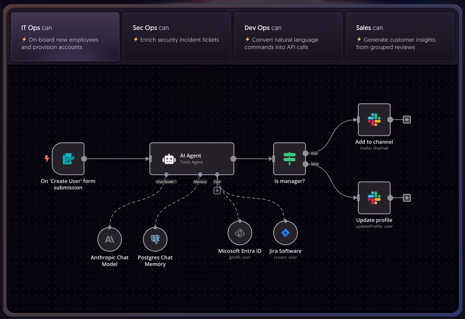 IT Ops can
⚡ On-board new employees
and provision accounts
Sec Ops can
⚡ Enrich security incident tickets
Dev Ops can
⚡ Convert natural language
commands into API calls
Sales can
⚡ Generate customer insights
from grouped reviews
On 'Create User' form
submission
AI Agent
Tools Agent
Chat Model *
Memory
Tool
Anthropic Chat
Model
Postgres Chat
Memory
Micosoft Entra ID
getAll: user
Jira Software
create: user
Is manager?
true
false
Add to channel
invite: channel
Update profile
updateProfile: user